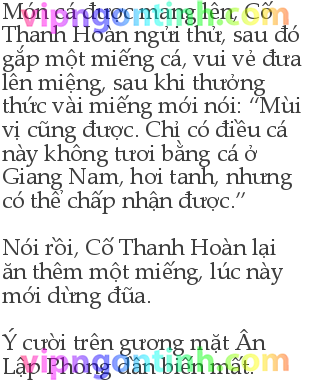 Món cá được mang lên, Cố
Thanh Hoàn ngửi thử, sau đó
gắp một miếng cá, vui vẻ đưa
lên miệng, sau khi thưởng
thức vài miếng mới nói: “Mùi
vị cũng được. Chỉ có điều cá
này không tươi bằng cá ở
Giang Nam, hơi tanh, nhưng
có thể chấp nhận được.”

Nói rồi, Cố Thanh Hoàn lại
ăn thêm một miếng, lúc này
mới dừng đũa.

Ý cười trên gương mặt Ân
Lập Phong dần biến mất.
vipngontinh.com
vipngontinh.com